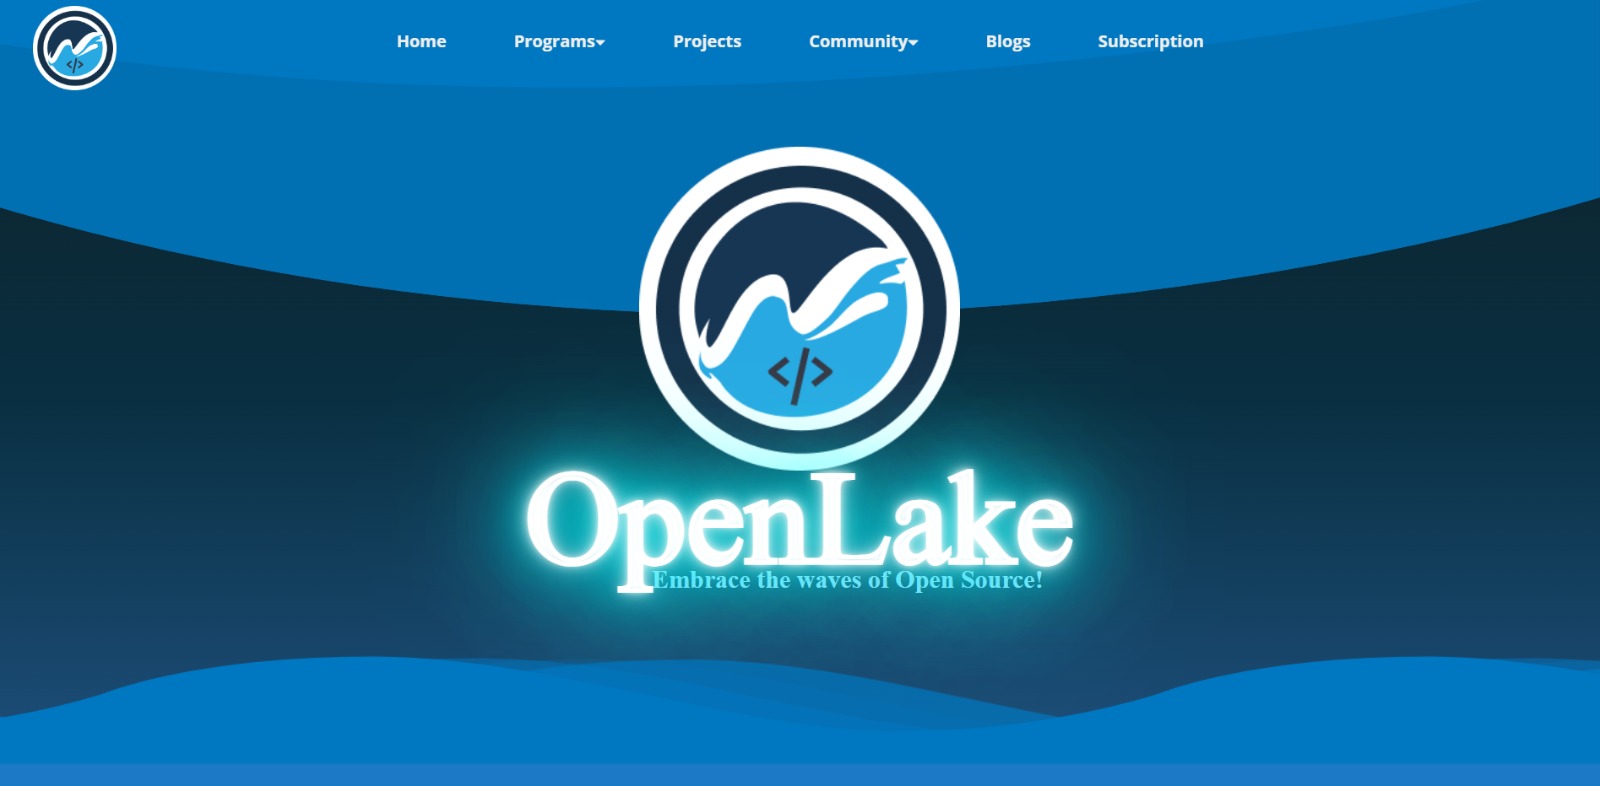 Home Programs Projects Community Blogs Subscription
</>
</>
OpenLake
Embrace the waves of Open Source!